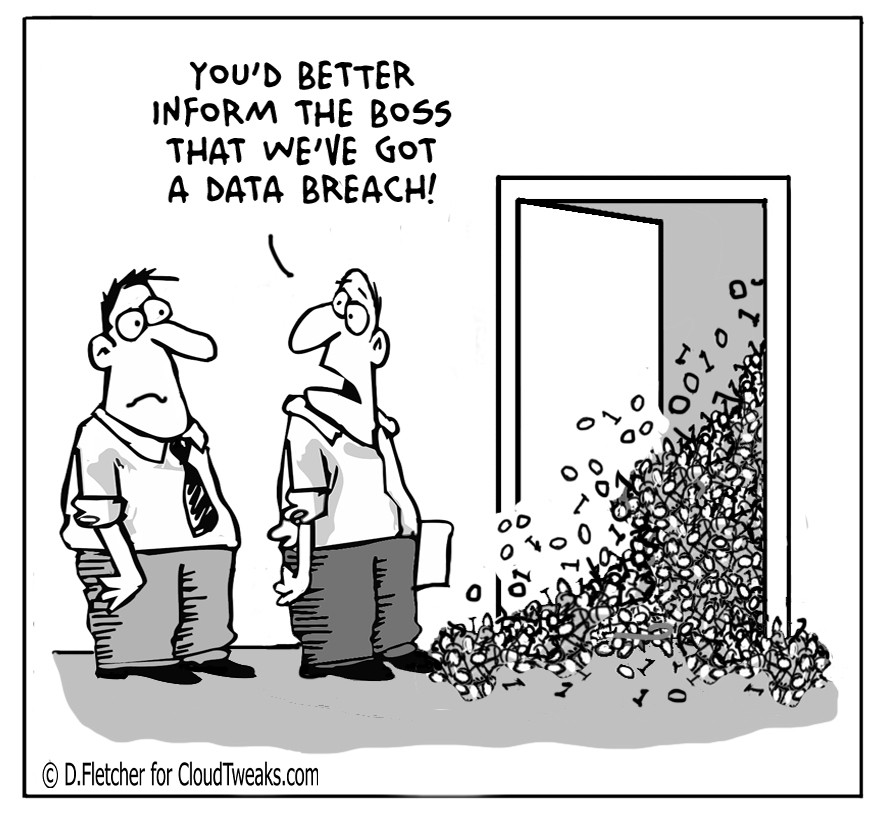 YOU'D BETTER
INFORM THE BOSS
THAT WE'VE GOT
A DATA BREACH!
© D.Fletcher for CloudTweaks.com